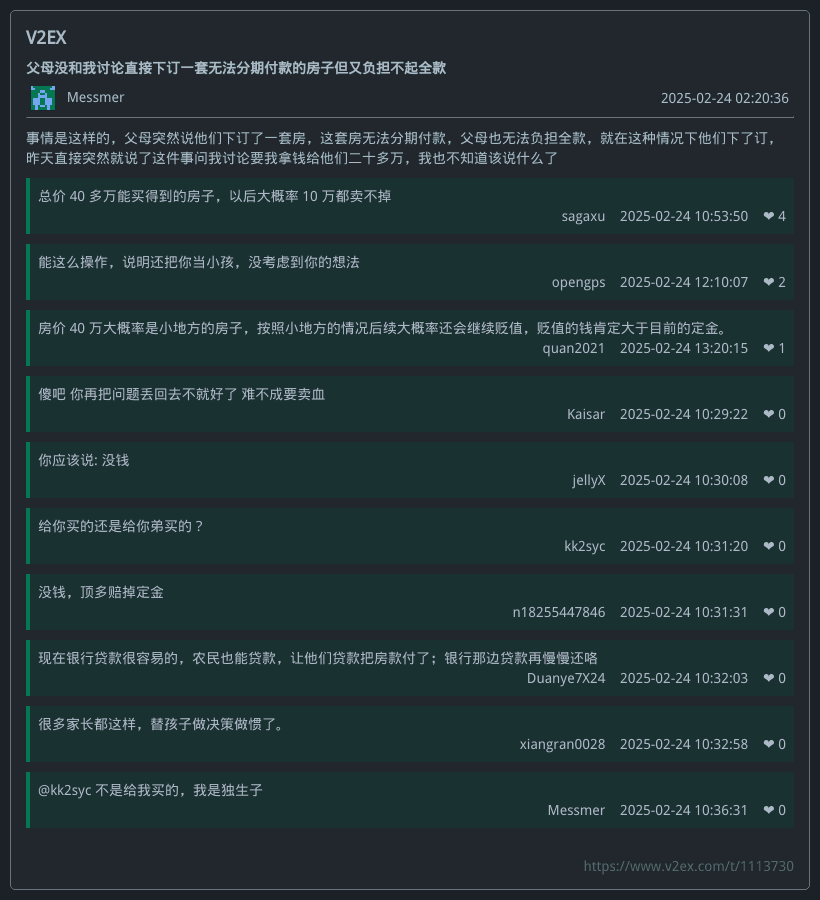 V2EX
父母没和我讨论直接下订一套无法分期付款的房子但又负担不起全款
Messmer 2025-02-24 02:20:36
事情是这样的，父母突然说他们下订了一套房，这套房无法分期付款，父母也无法负担全款，就在这种情况下他们下了订，
昨天直接突然就说了这件事问我讨论要我拿钱给他们二十多万，我也不知道该说什么了
总价 40 多万能买得到的房子，以后大概率 10 万都卖不掉
sagaxu 2025-02-24 10:53:50 ❤ 4
能这么操作，说明还把你当小孩，没考虑到你的想法
opengps 2025-02-24 12:10:07 ❤ 2
房价 40 万大概率是小地方的房子，按照小地方的情况后续大概率还会继续贬值，贬值的钱肯定大于目前的定金。
quan2021 2025-02-24 13:20:15 ❤ 1
傻吧 你再把问题丢回去不就好了 难不成要卖血
Kaisar 2025-02-24 10:29:22 ❤ 0
你应该说: 没钱
jellyX 2025-02-24 10:30:08 ❤ 0
给你买的还是给你弟买的？
kk2syc 2025-02-24 10:31:20 ❤ 0
没钱，顶多赔掉定金
n18255447846 2025-02-24 10:31:31 ❤ 0
现在银行贷款很容易的，农民也能贷款，让他们贷款把房款付了；银行那边贷款再慢慢还咯
Duanye7X24 2025-02-24 10:32:03 ❤ 0
很多家长都这样，替孩子做决策做惯了。
xiangran0028 2025-02-24 10:32:58 ❤ 0
@kk2syc 不是给我买的，我是独生子
Messmer 2025-02-24 10:36:31 ❤ 0
https://www.v2ex.com/t/1113730